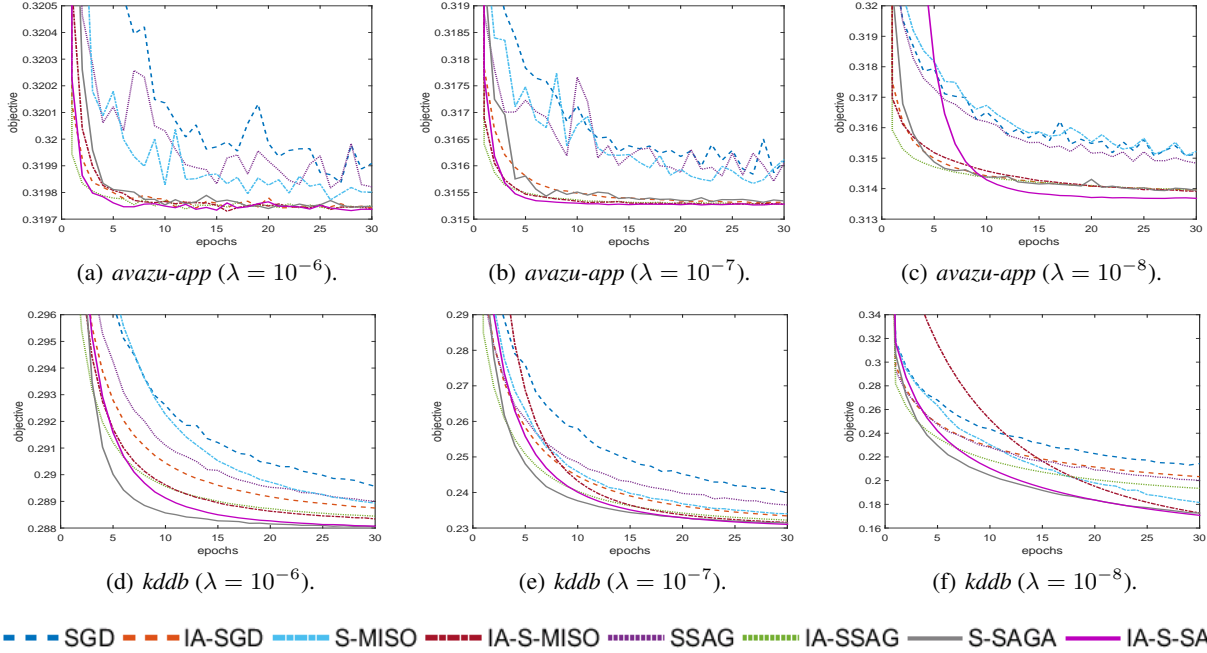 0.3205
0.3204
0.3203
0.3202
0.3201
0.32
0.3199
0.3198
0.3197
objective
0 5 10 15 20 25 30
epochs
(a) avazu-app (λ = 10⁻⁶).
0.319
0.3185
0.318
0.3175
0.317
0.3165
0.316
0.3155
0.315
objective
0 5 10 15 20 25 30
epochs
(b) avazu-app (λ = 10⁻⁷).
0.32
0.319
0.318
0.317
0.316
0.315
0.314
0.313
objective
0 5 10 15 20 25 30
epochs
(c) avazu-app (λ = 10⁻⁸).
0.296
0.295
0.294
0.293
0.292
0.291
0.29
0.289
0.288
objective
0 5 10 15 20 25 30
epochs
(d) kddb (λ = 10⁻⁶).
0.29
0.28
0.27
0.26
0.25
0.24
0.23
objective
0 5 10 15 20 25 30
epochs
(e) kddb (λ = 10⁻⁷).
0.34
0.32
0.3
0.28
0.26
0.24
0.22
0.2
0.18
0.16
objective
0 5 10 15 20 25 30
epochs
(f) kddb (λ = 10⁻⁸).
SGD IA-SGD S-MISO IA-S-MISO SSAG IA-SSAG S-SAGA IA-S-SA